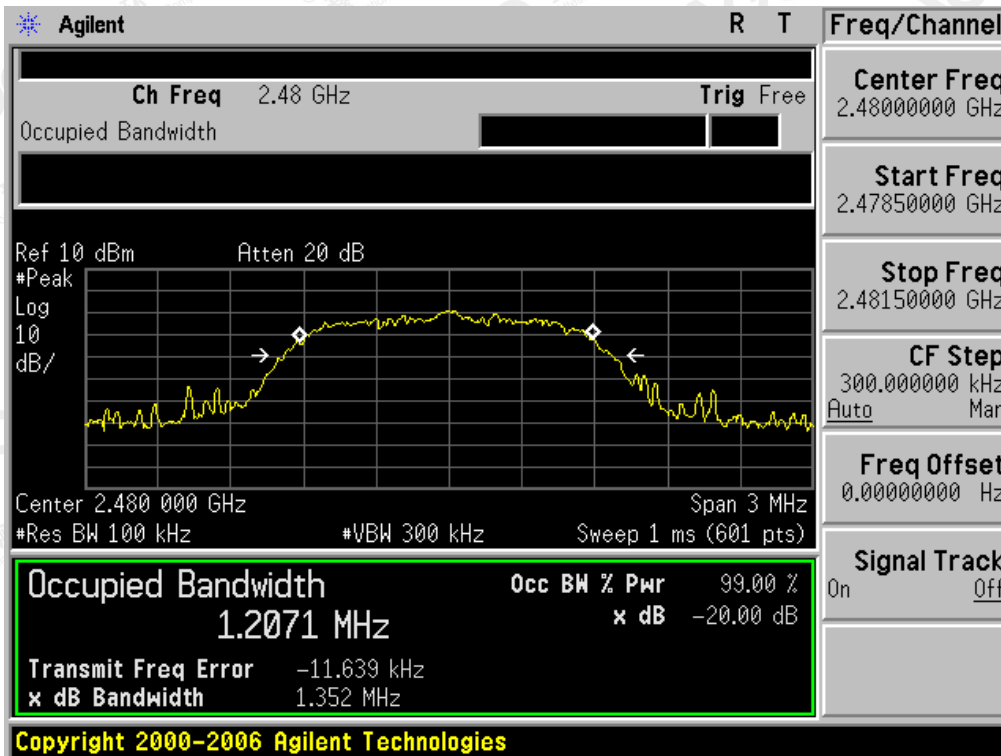 Agilent R T Freq/Channel
Ch Freq 2.48 GHz Trig Free
Occupied Bandwidth
Center Freq
2.48000000 GHz
Start Freq
2.47850000 GHz
Stop Freq
2.48150000 GHz
CF Step
300.000000 kHz
Auto Man
Freq Offset
0.00000000 Hz
Signal Track
On Off
Ref 10 dBm Atten 20 dB
#Peak
Log
10
dB/
Center 2.480 000 GHz Span 3 MHz
#Res BW 100 kHz #VBW 300 kHz Sweep 1 ms (601 pts)
Occupied Bandwidth Occ BW % Pwr 99.00 %
1.2071 MHz x dB -20.00 dB
Transmit Freq Error -11.639 kHz
x dB Bandwidth 1.352 MHz
Copyright 2000-2006 Agilent Technologies